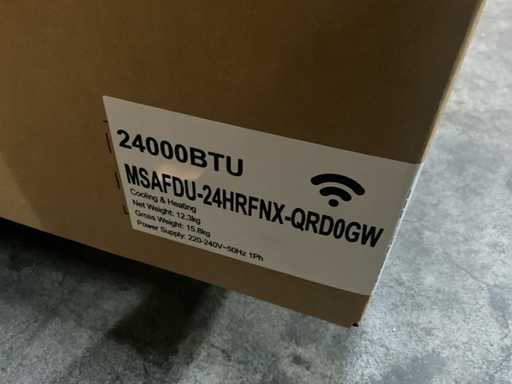 24000BTU
MSAFDU-24HRFNX-QRD0GW
Cooling & Heating
Net Weight: 12.3kg
Gross Weight: 15.8kg
Power Supply: 220-240V~50Hz 1Ph